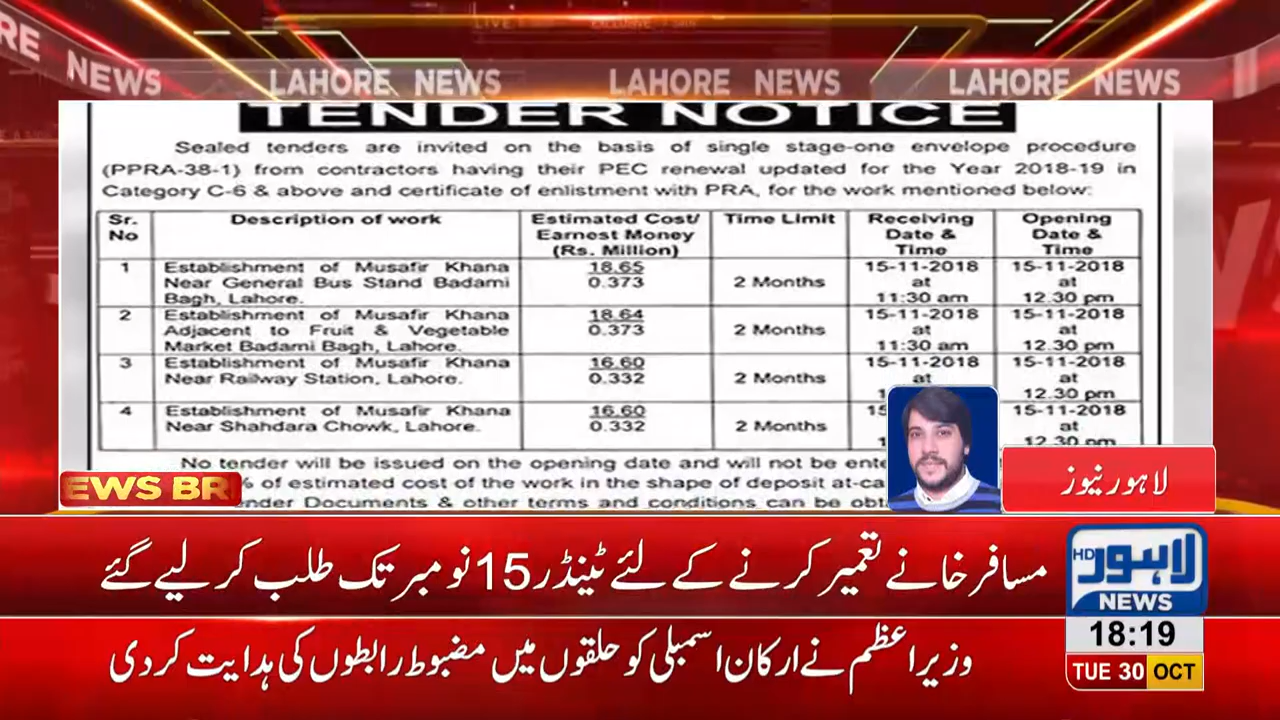 RE NEWS LAHORE NEWS LAHORE NEWS LAHORE NEWS
TENDER NOTICE
Sealed tenders are invited on the basis of single stage-one envelope procedure
(PPRA-38-1) from contractors having their PEC renewal updated for the Year 2018-19 in
Category C-6 & above and certificate of enlistment with PRA, for the work mentioned below:
Sr. No Description of work Estimated Cost/ Earnest Money (Rs. Million) Time Limit Receiving Date & Time Opening Date & Time
1 Establishment of Musafir Khana Near General Bus Stand Badami Bagh, Lahore. 18.65 0.373 2 Months 15-11-2018 at 11:30 am 15-11-2018 at 12.30 pm
2 Establishment of Musafir Khana Adjacent to Fruit & Vegetable Market Badami Bagh, Lahore. 18.64 0.373 2 Months 15-11-2018 at 11:30 am 15-11-2018 at 12.30 pm
3 Establishment of Musafir Khana Near Railway Station, Lahore. 16.60 0.332 2 Months 15-11-2018 at 15-11-2018 at 12.30 pm
4 Establishment of Musafir Khana Near Shahdara Chowk, Lahore. 16.60 0.332 2 Months 15-11-2018 at 12.30 pm
No tender will be issued on the opening date and will not be
% of estimated cost of the work in the shape of deposit
Documents & other terms and conditions can be
EWS BR
لاہور نیوز
مسافر خانے تعمیر کرنے کے لئے ٹینڈر 15 نومبر تک طلب کر لیے گئے
وزیراعظم نے ارکان اسمبلی کو حلقوں میں مضبوط رابطوں کی ہدایت کر دی
HD لاہور
NEWS
18:19
TUE 30 OCT